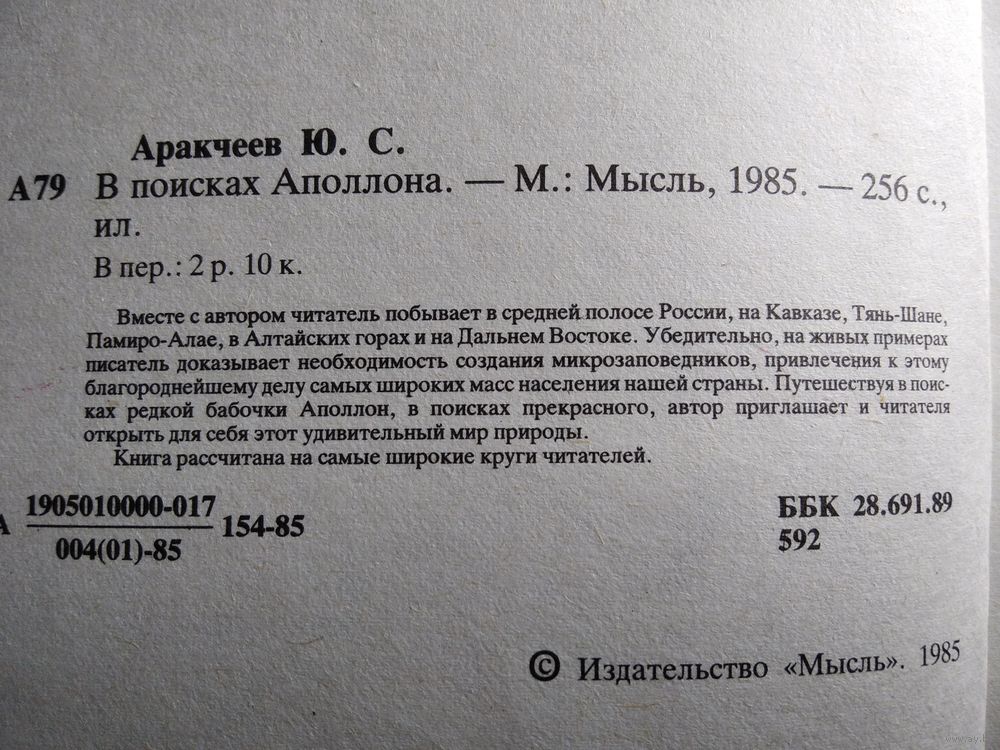 Аракчеев Ю. С.
А79 В поисках Аполлона. — М.: Мысль, 1985. — 256 с.,
ил.
В пер.: 2 р. 10 к.
Вместе с автором читатель побывает в средней полосе России, на Кавказе, Тянь-Шане,
Памиро-Алае, в Алтайских горах и на Дальнем Востоке. Убедительно, на живых примерах
писатель доказывает необходимость создания микрозаповедников, привлечения к этому
благороднейшему делу самых широких масс населения нашей страны. Путешествуя в поис-
ках редкой бабочки Аполлон, в поисках прекрасного, автор приглашает и читателя
открыть для себя этот удивительный мир природы.
Книга рассчитана на самые широкие круги читателей.
А 1905010000-017
004(01)-85 154-85
ББК 28.691.89
592
© Издательство «Мысль». 1985